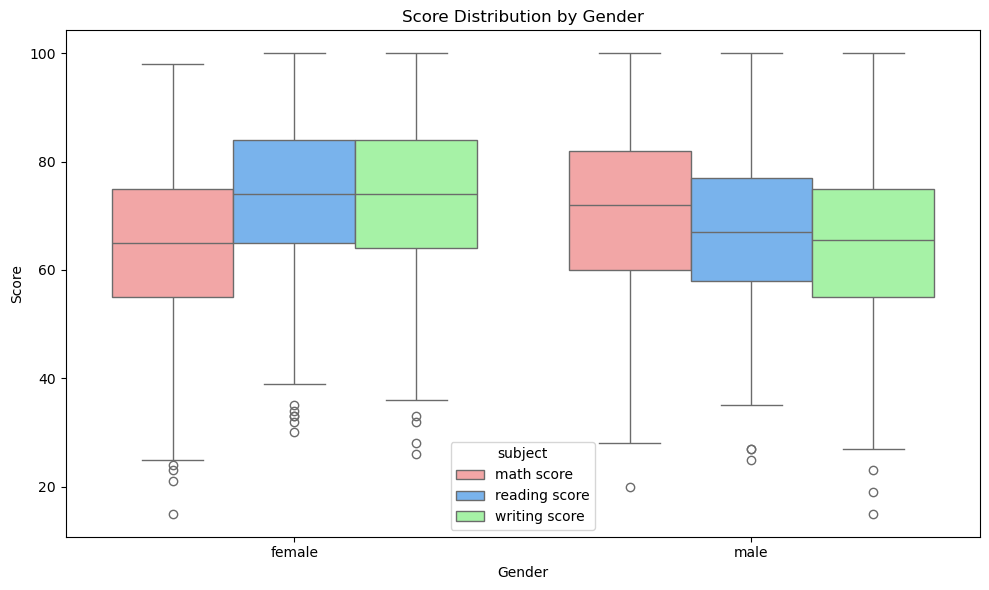 Score Distribution by Gender
100
80
60
40
20
Score
subject
math score
reading score
writing score
female
male
Gender